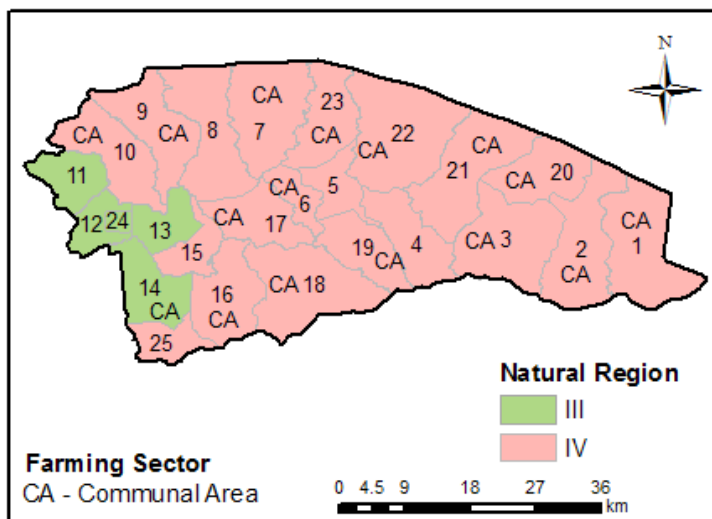 N
9
CA
23
CA
CA
10
CA
8
7
CA
22
CA
CA
21
20
CA
11
CA
5
6
12
24
13
CA
17
CA
1
15
19
CA
4
CA 3
2
CA
14
CA
16
CA
CA 18
25
Natural Region
III
IV
Farming Sector
CA - Communal Area
0 4.5 9 18 27 36
km